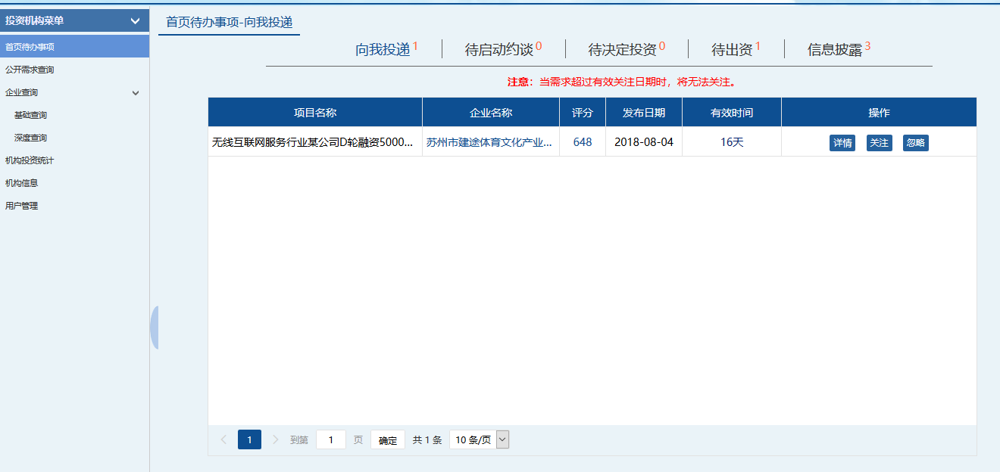 投资机构菜单
首页待办事项
公开需求查询
企业查询
基础查询
深度查询
机构投资统计
机构信息
用户管理
首页待办事项-向我投递
向我投递1 待启动约谈0 待决定投资0 待出资1 信息披露3
注意：当需求超过有效关注日期时，将无法关注。
项目名称 企业名称 评分 发布日期 有效时间 操作
无线互联网服务行业某公司D轮融资5000... 苏州市建途体育文化产业... 648 2018-08-04 16天 详情 关注 忽略
1 到第 1 页 确定 共 1 条 10 条/页